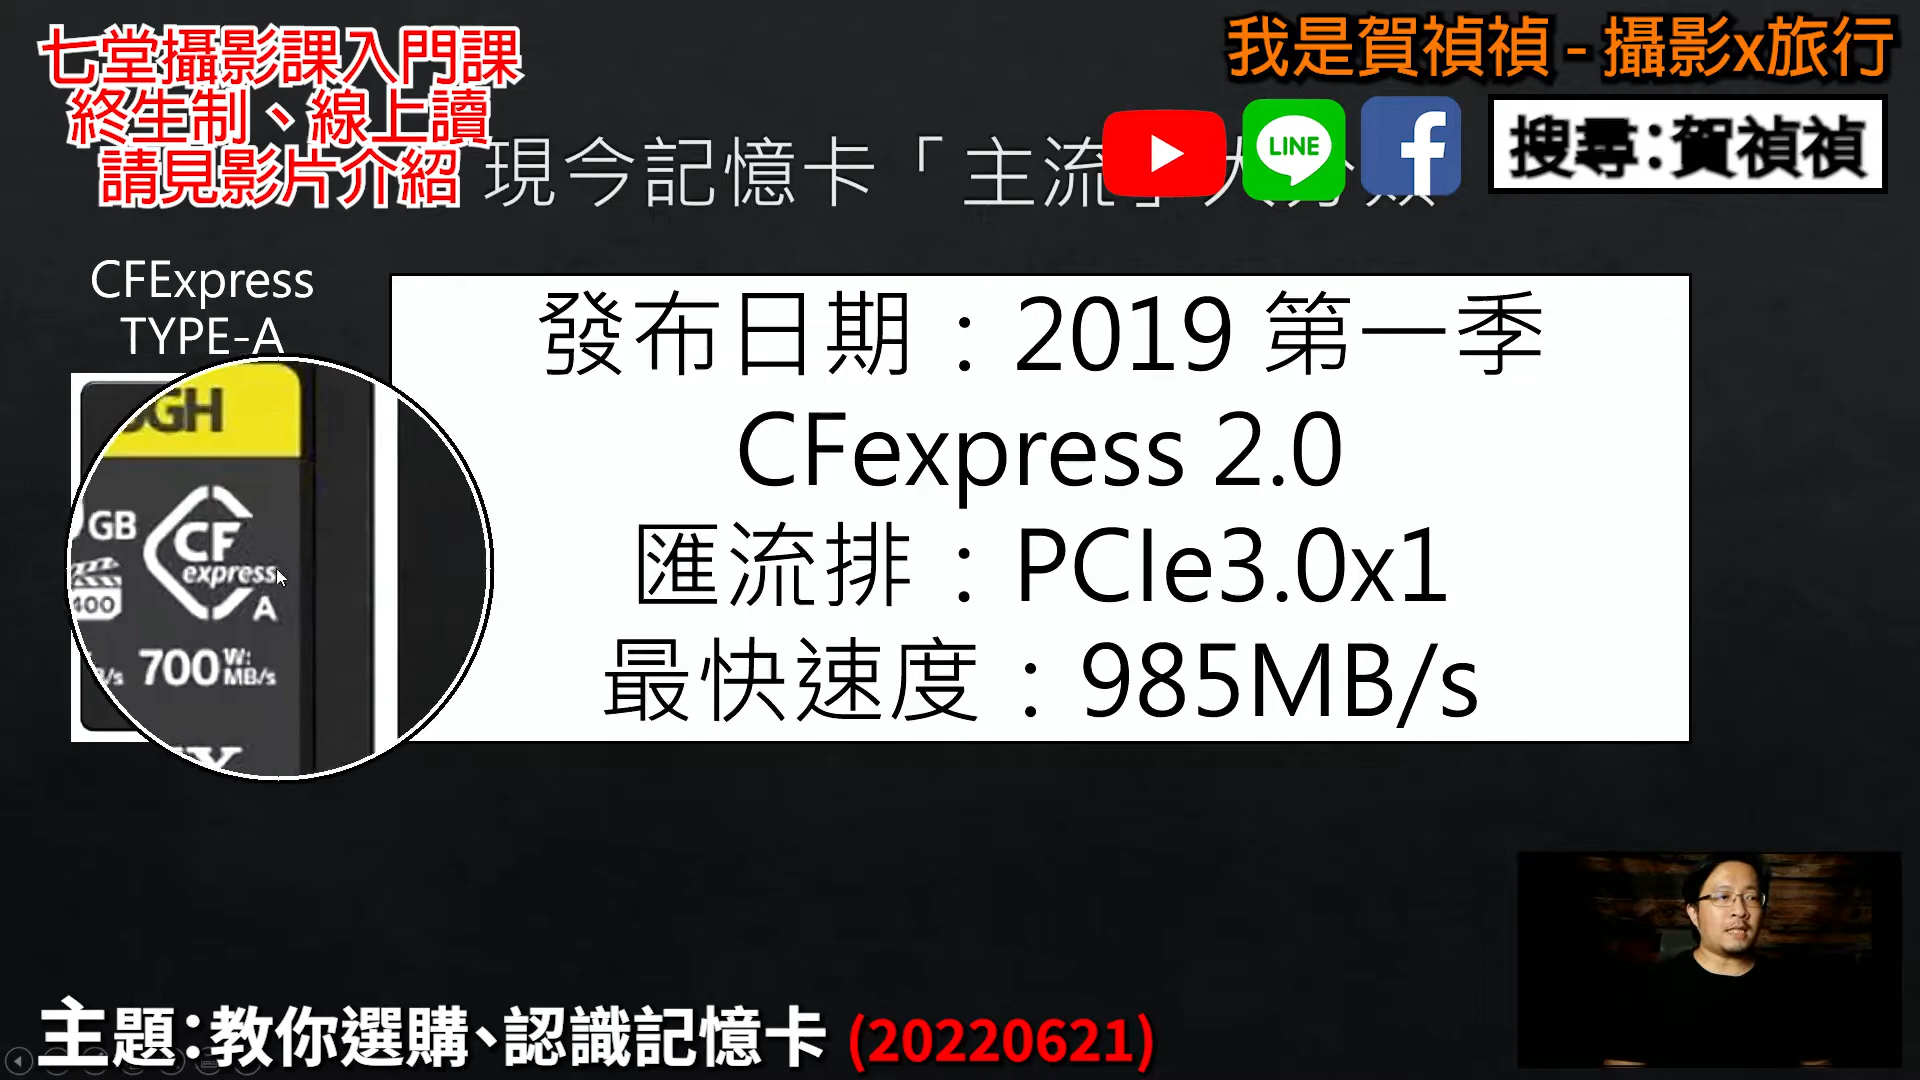 七堂攝影課入門課
終生制、線上讀
請見影片介紹
我是賀禎禎 - 攝影x旅行
LINE
搜尋:賀禎禎
現今記憶卡「主流」大分類
CFExpress
TYPE-A
GH
GB
CF
express
A
400
B/s 700 W: MB/s
發布日期：2019 第一季
CFexpress 2.0
匯流排：PCIe3.0x1
最快速度：985MB/s
主題:教你選購、認識記憶卡 (20220621)